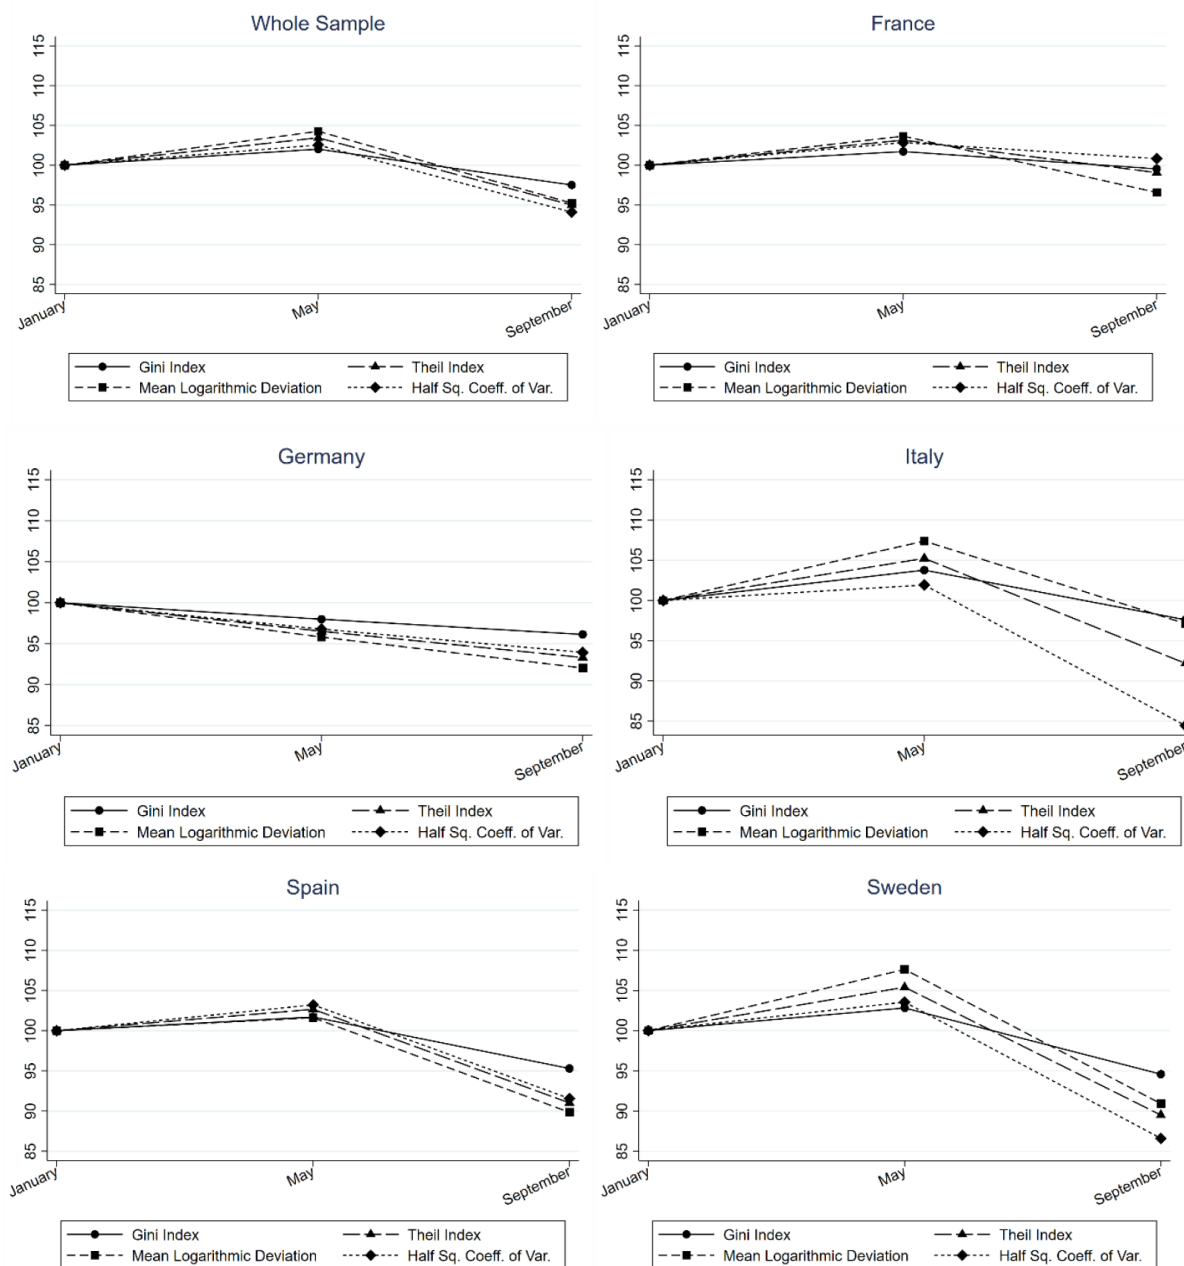 Whole Sample
115
110
105
100
95
90
85
January
May
September
Gini Index
Theil Index
Mean Logarithmic Deviation
Half Sq. Coeff. of Var.
France
115
110
105
100
95
90
85
January
May
September
Gini Index
Theil Index
Mean Logarithmic Deviation
Half Sq. Coeff. of Var.
Germany
115
110
105
100
95
90
85
January
May
September
Gini Index
Theil Index
Mean Logarithmic Deviation
Half Sq. Coeff. of Var.
Italy
115
110
105
100
95
90
85
January
May
September
Gini Index
Theil Index
Mean Logarithmic Deviation
Half Sq. Coeff. of Var.
Spain
115
110
105
100
95
90
85
January
May
September
Gini Index
Theil Index
Mean Logarithmic Deviation
Half Sq. Coeff. of Var.
Sweden
115
110
105
100
95
90
85
January
May
September
Gini Index
Theil Index
Mean Logarithmic Deviation
Half Sq. Coeff. of Var.